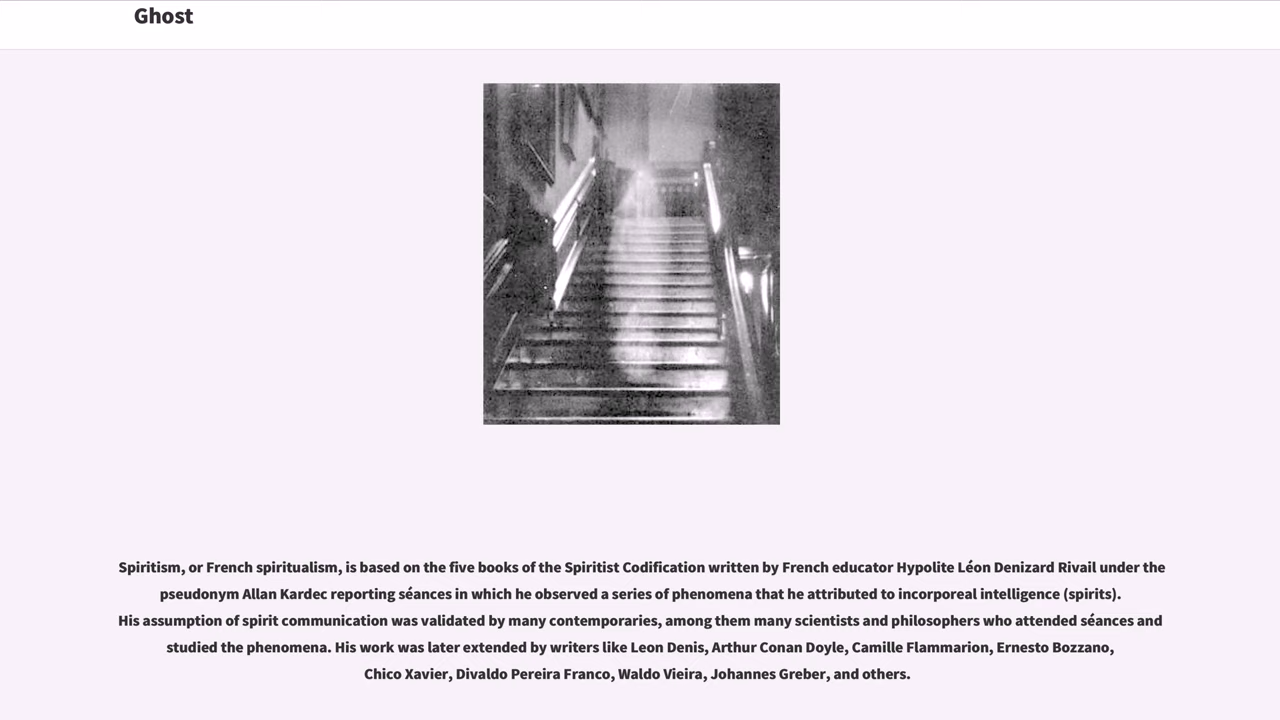 Ghost
Spiritism, or French spiritualism, is based on the five books of the Spiritist Codification written by French educator Hypolite Léon Denizard Rivail under the
pseudonym Allan Kardec reporting séances in which he observed a series of phenomena that he attributed to incorporeal intelligence (spirits).
His assumption of spirit communication was validated by many contemporaries, among them many scientists and philosophers who attended séances and
studied the phenomena. His work was later extended by writers like Leon Denis, Arthur Conan Doyle, Camille Flammarion, Ernesto Bozzano,
Chico Xavier, Divaldo Pereira Franco, Waldo Vieira, Johannes Greber, and others.